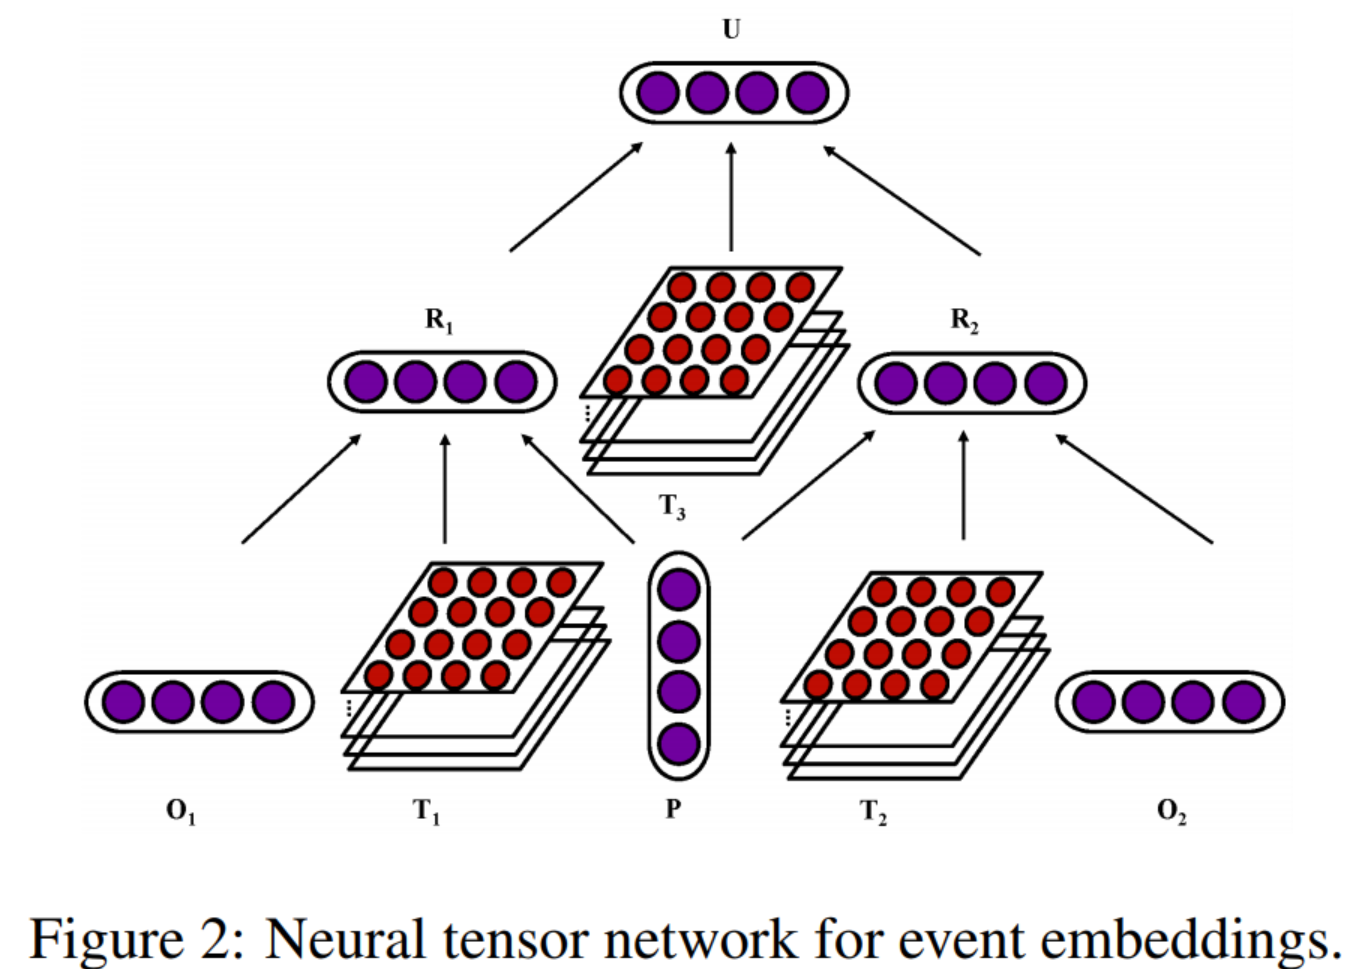 U
R1
R2
T3
O1 T1 P T2 O2
Figure 2: Neural tensor network for event embeddings.